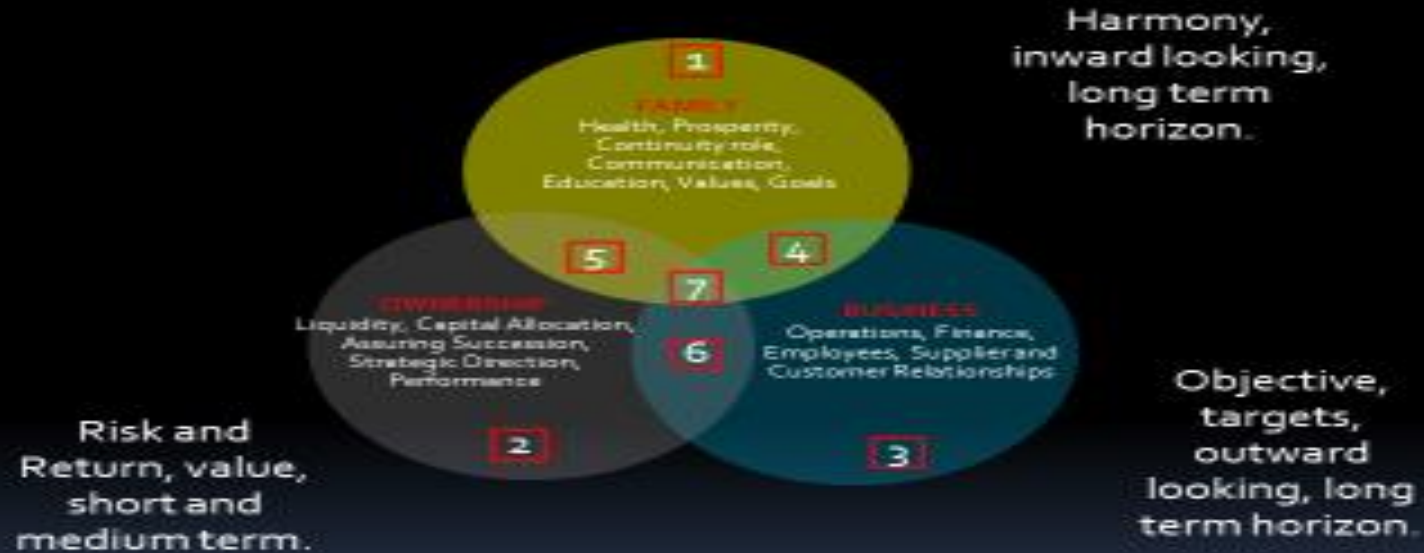 Harmony,
inward looking,
long term
horizon.
1
FAMILY
Health, Prosperity,
Continuity role,
Communication,
Education, Values, Goals
5
4
7
OWNERSHIP
Liquidity, Capital Allocation,
Assuring Succession,
Strategic Direction,
Performance
6
BUSINESS
Operations, Finance,
Employees, Supplier and
Customer Relationships
2
3
Risk and
Return, value,
short and
medium term.
Objective,
targets,
outward
looking, long
term horizon.